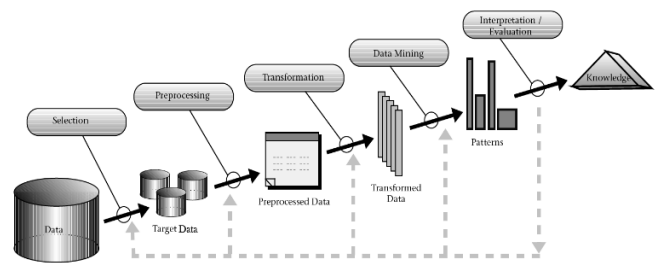 Interpretation /
Evaluation
Data Mining
Transformation
Preprocessing
Selection
Knowledge
Patterns
Transformed
Data
Preprocessed Data
Target Data
Data